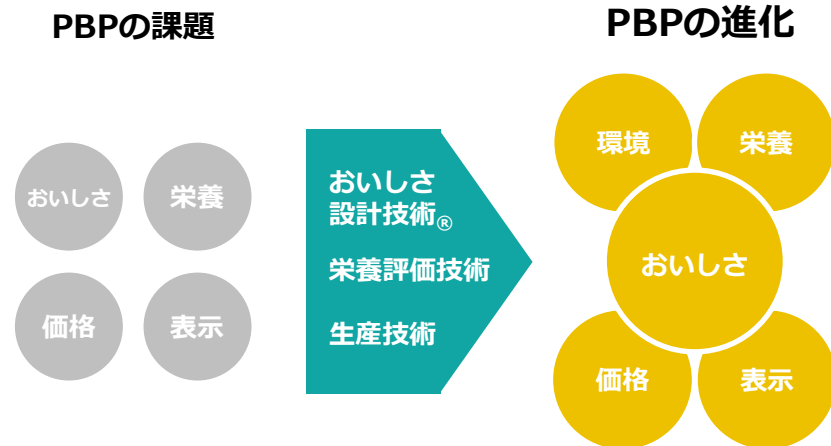 PBPの課題
おいしさ
栄養
価格
表示
おいしさ
設計技術®
栄養評価技術
生産技術
PBPの進化
環境
栄養
おいしさ
価格
表示